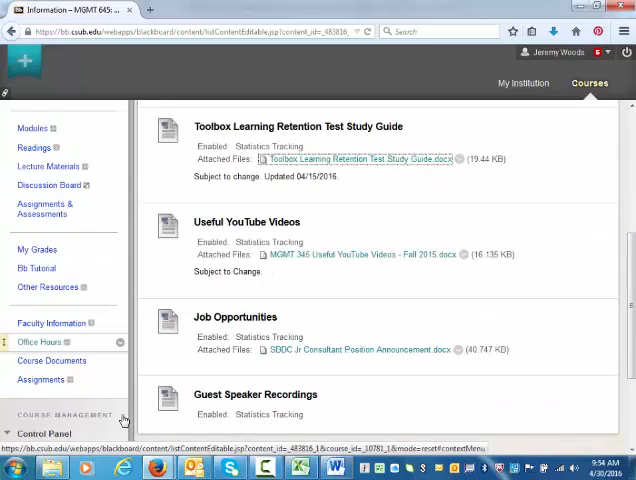 Information – MGMT 645: ...
https://bb.csub.edu/webapps/blackboard/content/listContentEditable.jsp?content_id=_483816_
Search
Jeremy Woods 6
My Institution
Courses
Modules
Readings
Lecture Materials
Discussion Board
Assignments &
Assessments
My Grades
Bb Tutorial
Other Resources
Faculty Information
Office Hours
Course Documents
Assignments
COURSE MANAGEMENT
Control Panel
Toolbox Learning Retention Test Study Guide
Enabled: Statistics Tracking
Attached Files: Toolbox Learning Retention Test Study Guide.docx (19.44 KB)
Subject to change. Updated 04/15/2016.
Useful YouTube Videos
Enabled: Statistics Tracking
Attached Files: MGMT 345 Useful YouTube Videos - Fall 2015.docx (16.135 KB)
Subject to Change.
Job Opportunities
Enabled: Statistics Tracking
Attached Files: SBDC Jr Consultant Position Announcement.docx (40.747 KB)
Guest Speaker Recordings
Enabled: Statistics Tracking
https://bb.csub.edu/webapps/blackboard/content/listContentEditable.jsp?content_id=_483816_1&course_id=_10781_1&mode=reset#contextMenu
9:54 AM
4/30/2016